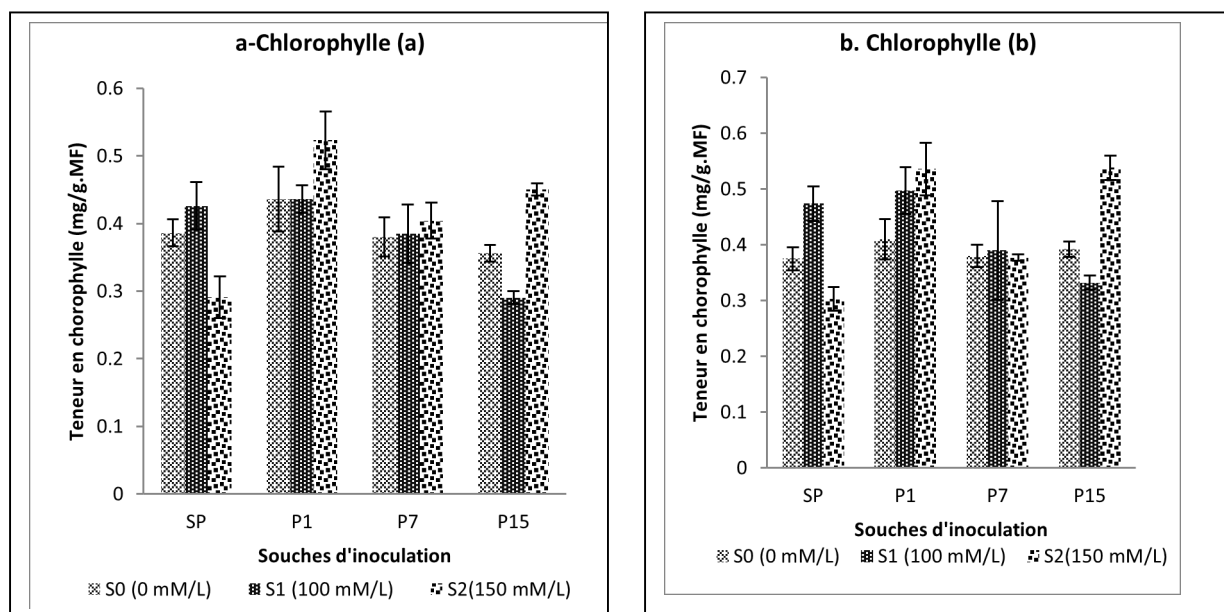 a-Chlorophylle (a)
Teneur en chorophylle (mg/g.MF)
0.6
0.5
0.4
0.3
0.2
0.1
0
SP P1 P7 P15
Souches d'inoculation
S0 (0 mM/L) S1 (100 mM/L) S2(150 mM/L)
b. Chlorophylle (b)
Teneur en chorophylle (mg/g.MF)
0.7
0.6
0.5
0.4
0.3
0.2
0.1
0
SP P1 P7 P15
Souches d'inoculation
S0 (0 mM/L) S1 (100 mM/L) S2(150 mM/L)